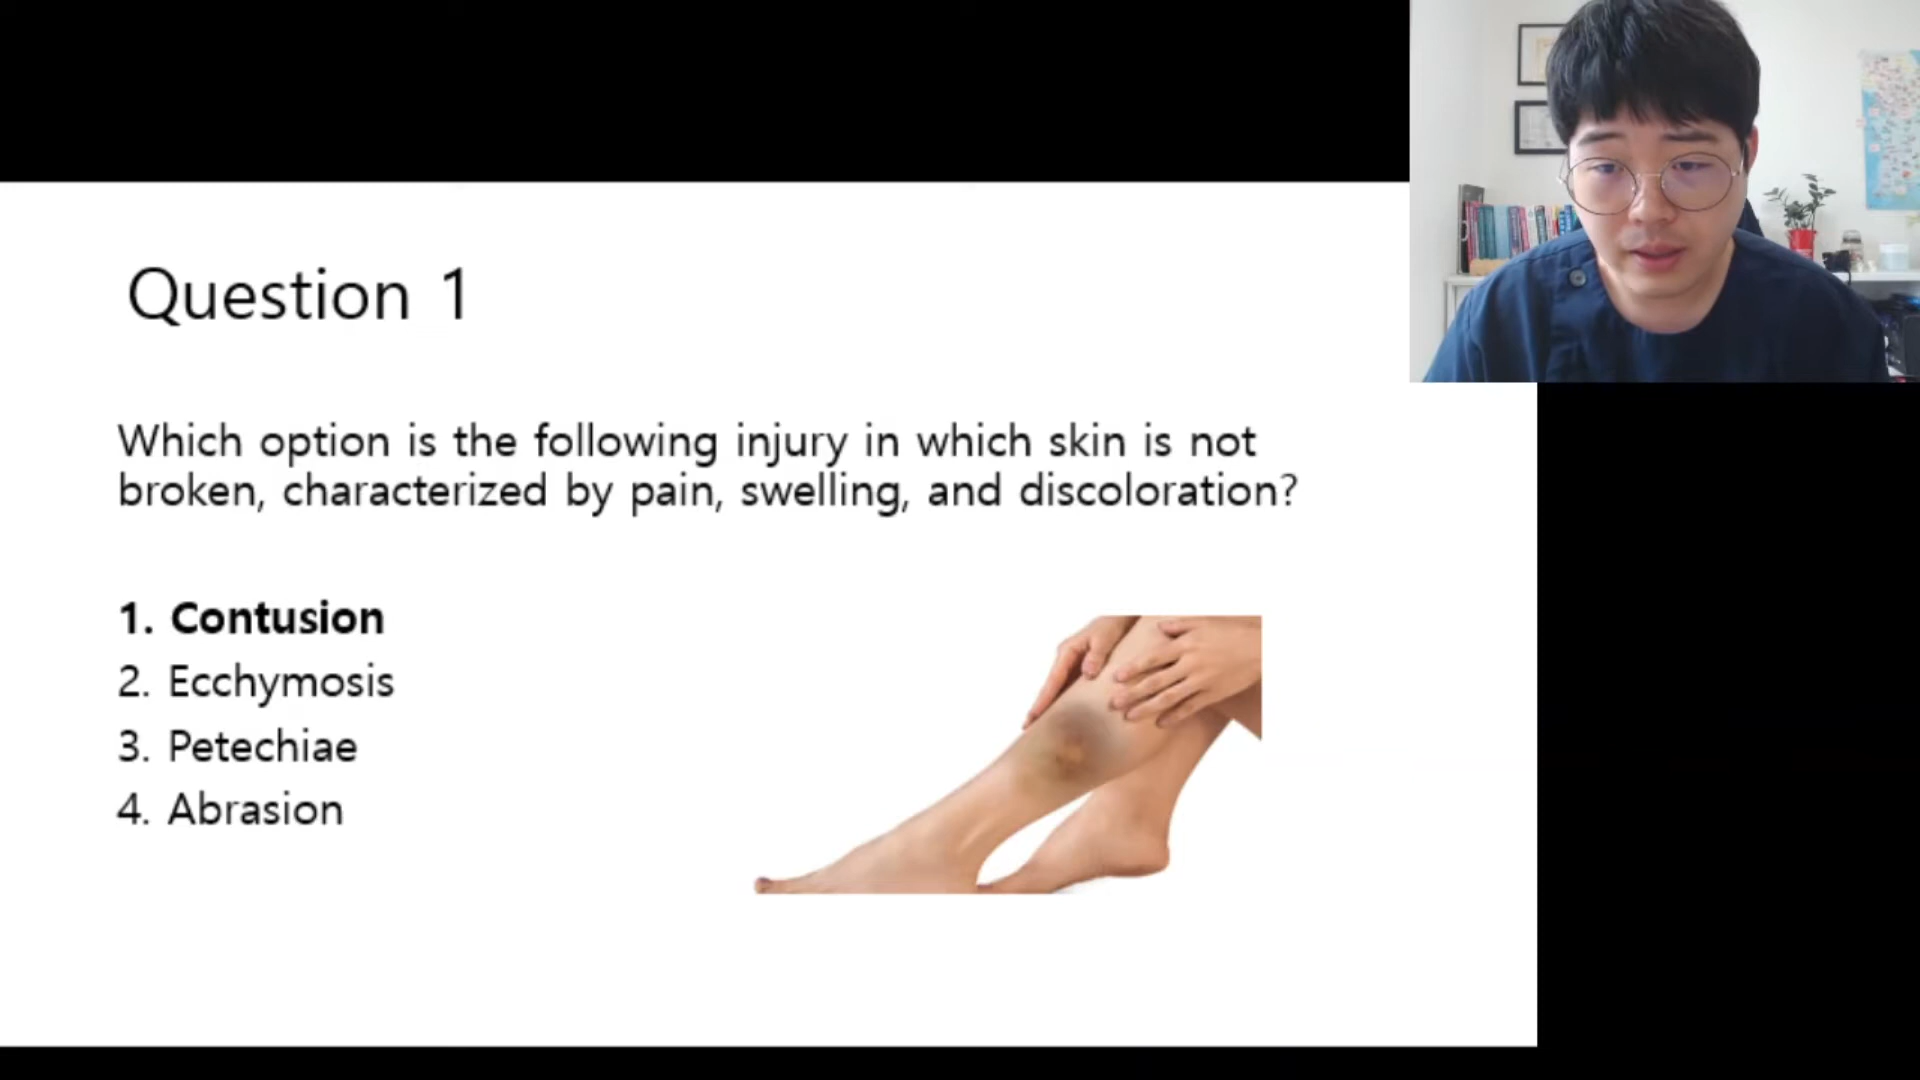 Question 1
Which option is the following injury in which skin is not
broken, characterized by pain, swelling, and discoloration?
1. Contusion
2. Ecchymosis
3. Petechiae
4. Abrasion